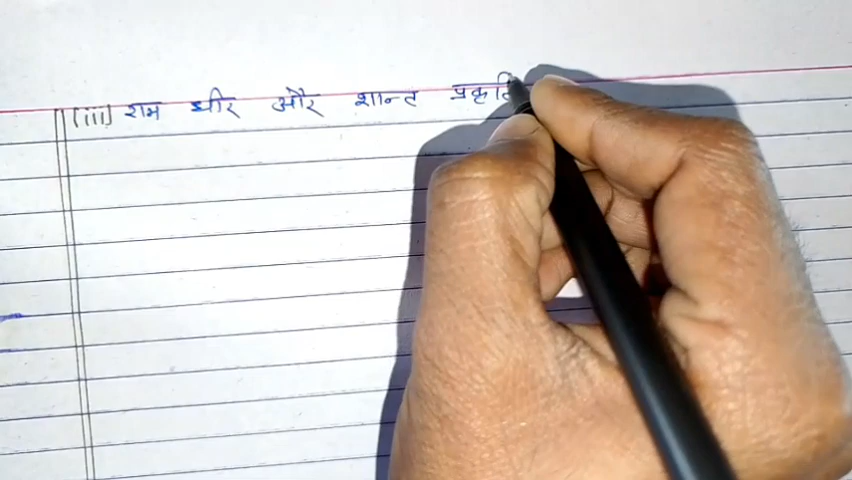 (iii) राम धीर और शान्त प्रकृति